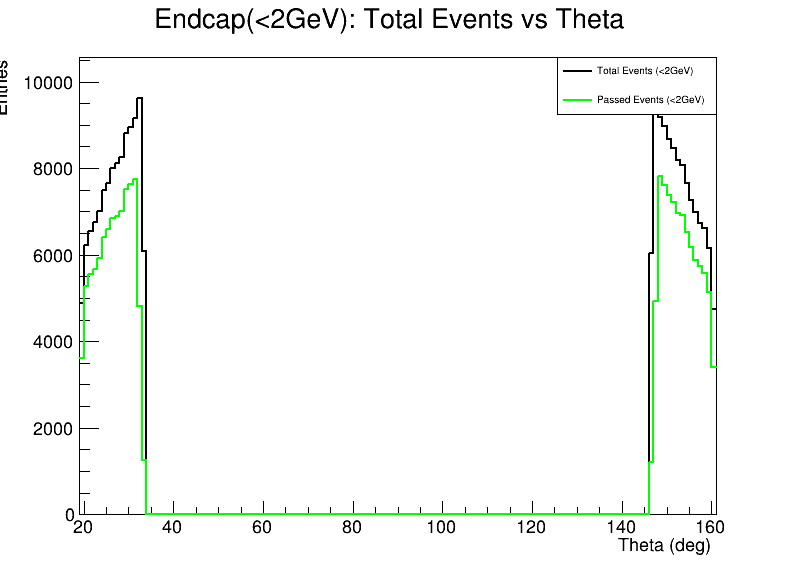 Endcap(<2GeV): Total Events vs Theta
Entries
Total Events (<2GeV)
Passed Events (<2GeV)
10000
8000
6000
4000
2000
0
20 40 60 80 100 120 140 160
Theta (deg)